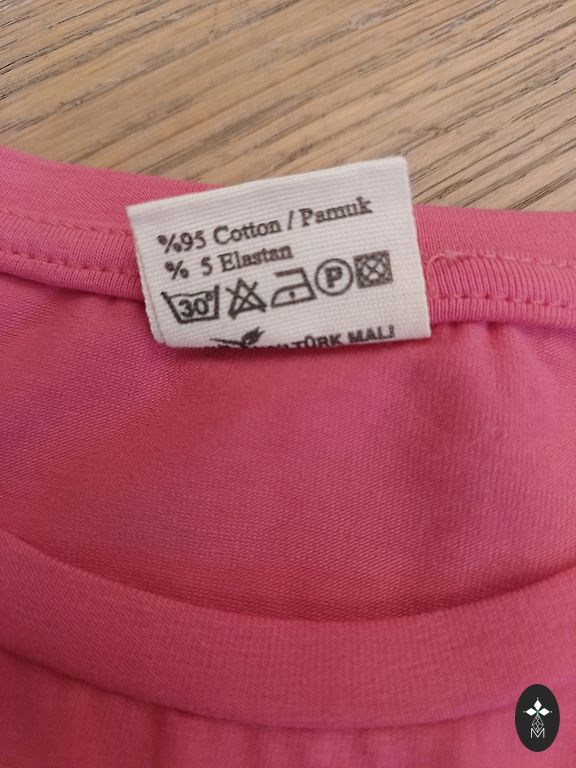 %95 Cotton / Pamuk
% 5 Elastan
30° P
TÜRK MALI
M